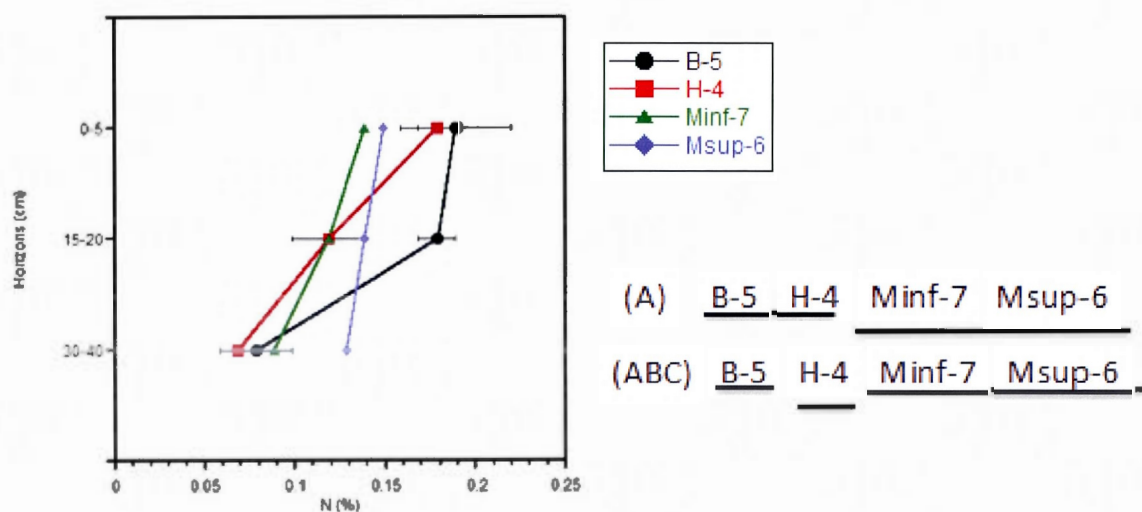 B-5
H-4
Minf-7
Msup-6
0-5
15-20
30-40
Horizons (cm)
0 0.05 0.1 0.15 0.2 0.25
N (%)
(A) B-5 H-4 Minf-7 Msup-6
(ABC) B-5 H-4 Minf-7 Msup-6